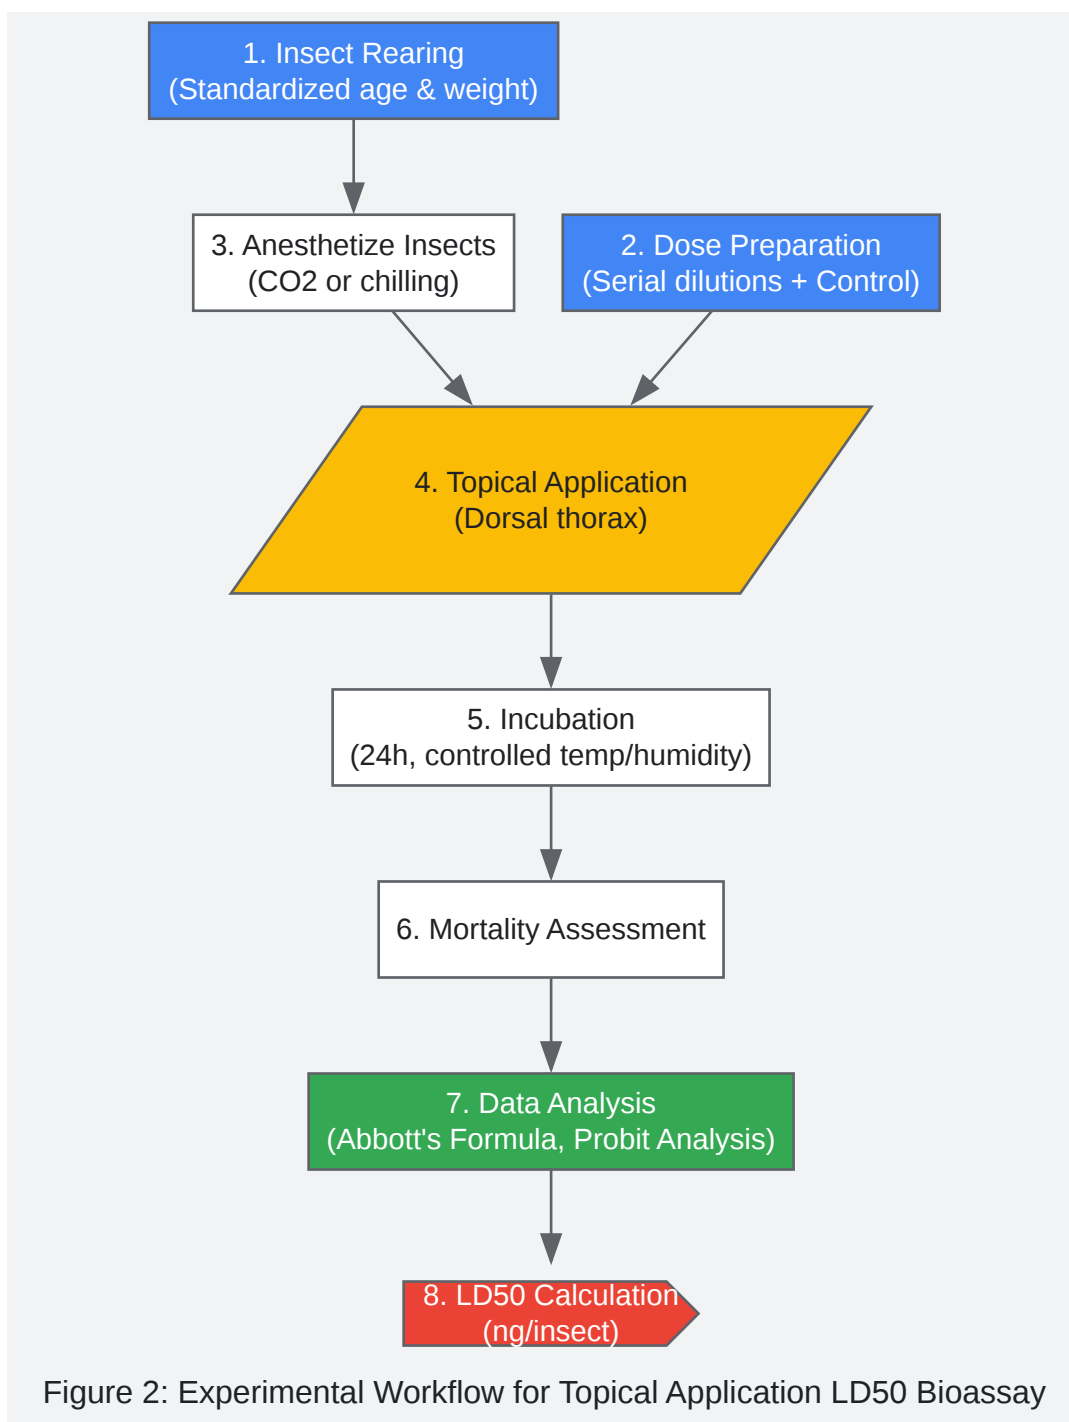 1. Insect Rearing
(Standardized age & weight)
3. Anesthetize Insects
(CO2 or chilling)
2. Dose Preparation
(Serial dilutions + Control)
4. Topical Application
(Dorsal thorax)
5. Incubation
(24h, controlled temp/humidity)
6. Mortality Assessment
7. Data Analysis
(Abbott's Formula, Probit Analysis)
8. LD50 Calculation
(ng/insect)
Figure 2: Experimental Workflow for Topical Application LD50 Bioassay